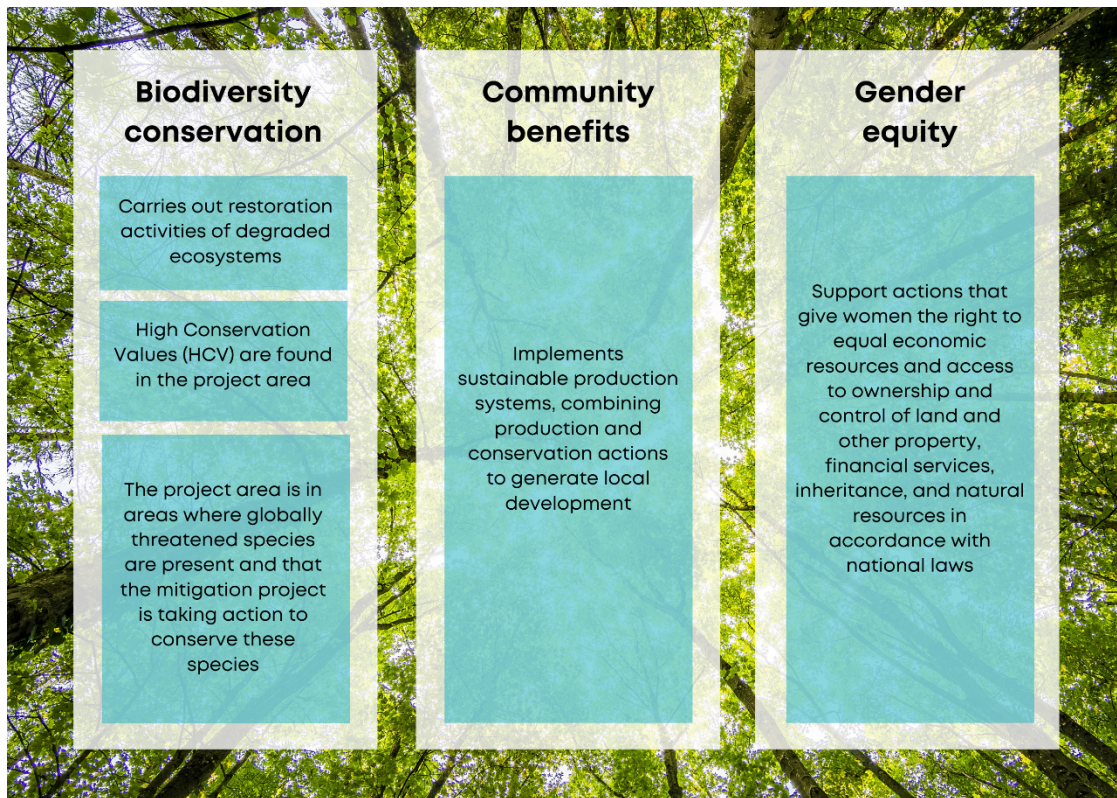 Biodiversity
conservation
Carries out restoration
activities of degraded
ecosystems
High Conservation
Values (HCV) are found
in the project area
The project area is in
areas where globally
threatened species
are present and that
the mitigation project
is taking action to
conserve these
species
Community
benefits
Implements
sustainable production
systems, combining
production and
conservation actions
to generate local
development
Gender
equity
Support actions that
give women the right to
equal economic
resources and access
to ownership and
control of land and
other property,
financial services,
inheritance, and natural
resources in
accordance with
national laws